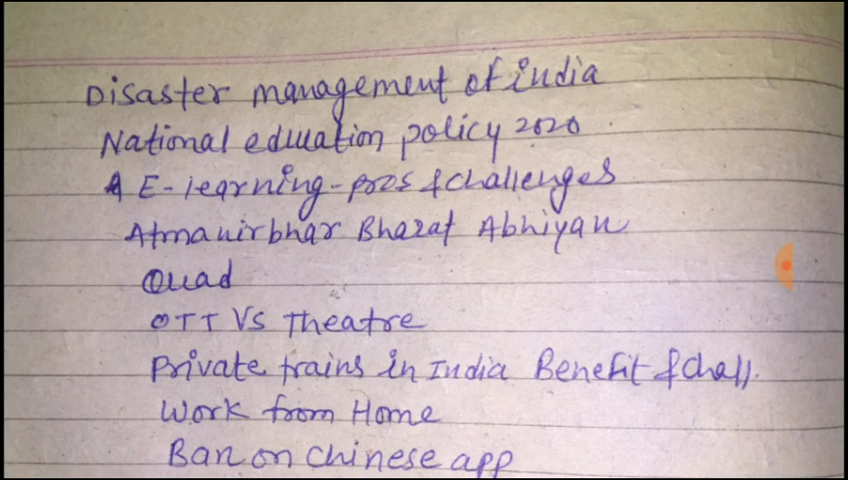 Disaster management of india
National education policy 2020
E-learning-pros & challenges
Atmanirbhar Bharat Abhiyan
Quad
OTT VS Theatre
Private trains in India Benefit & chall.
Work from Home
Ban on chinese app